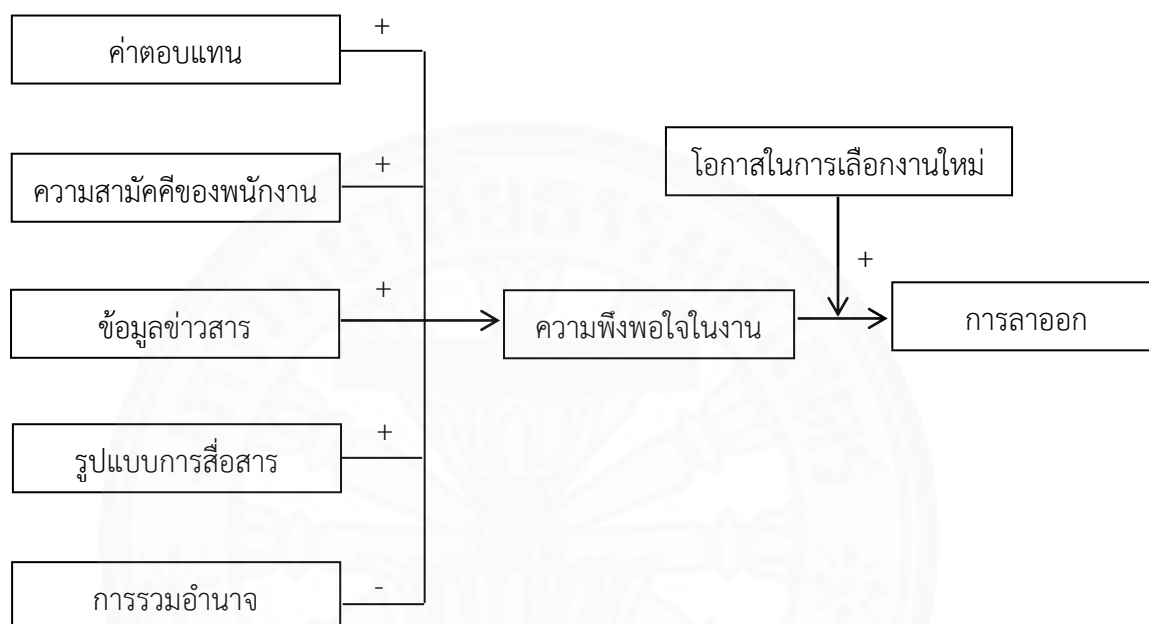 +
ค่าตอบแทน
+
ความสามัคคีของพนักงาน
โอกาสในการเลือกงานใหม่
+
+
ข้อมูลข่าวสาร
ความพึงพอใจในงาน
การลาออก
+
รูปแบบการสื่อสาร
-
การรวมอำนาจ